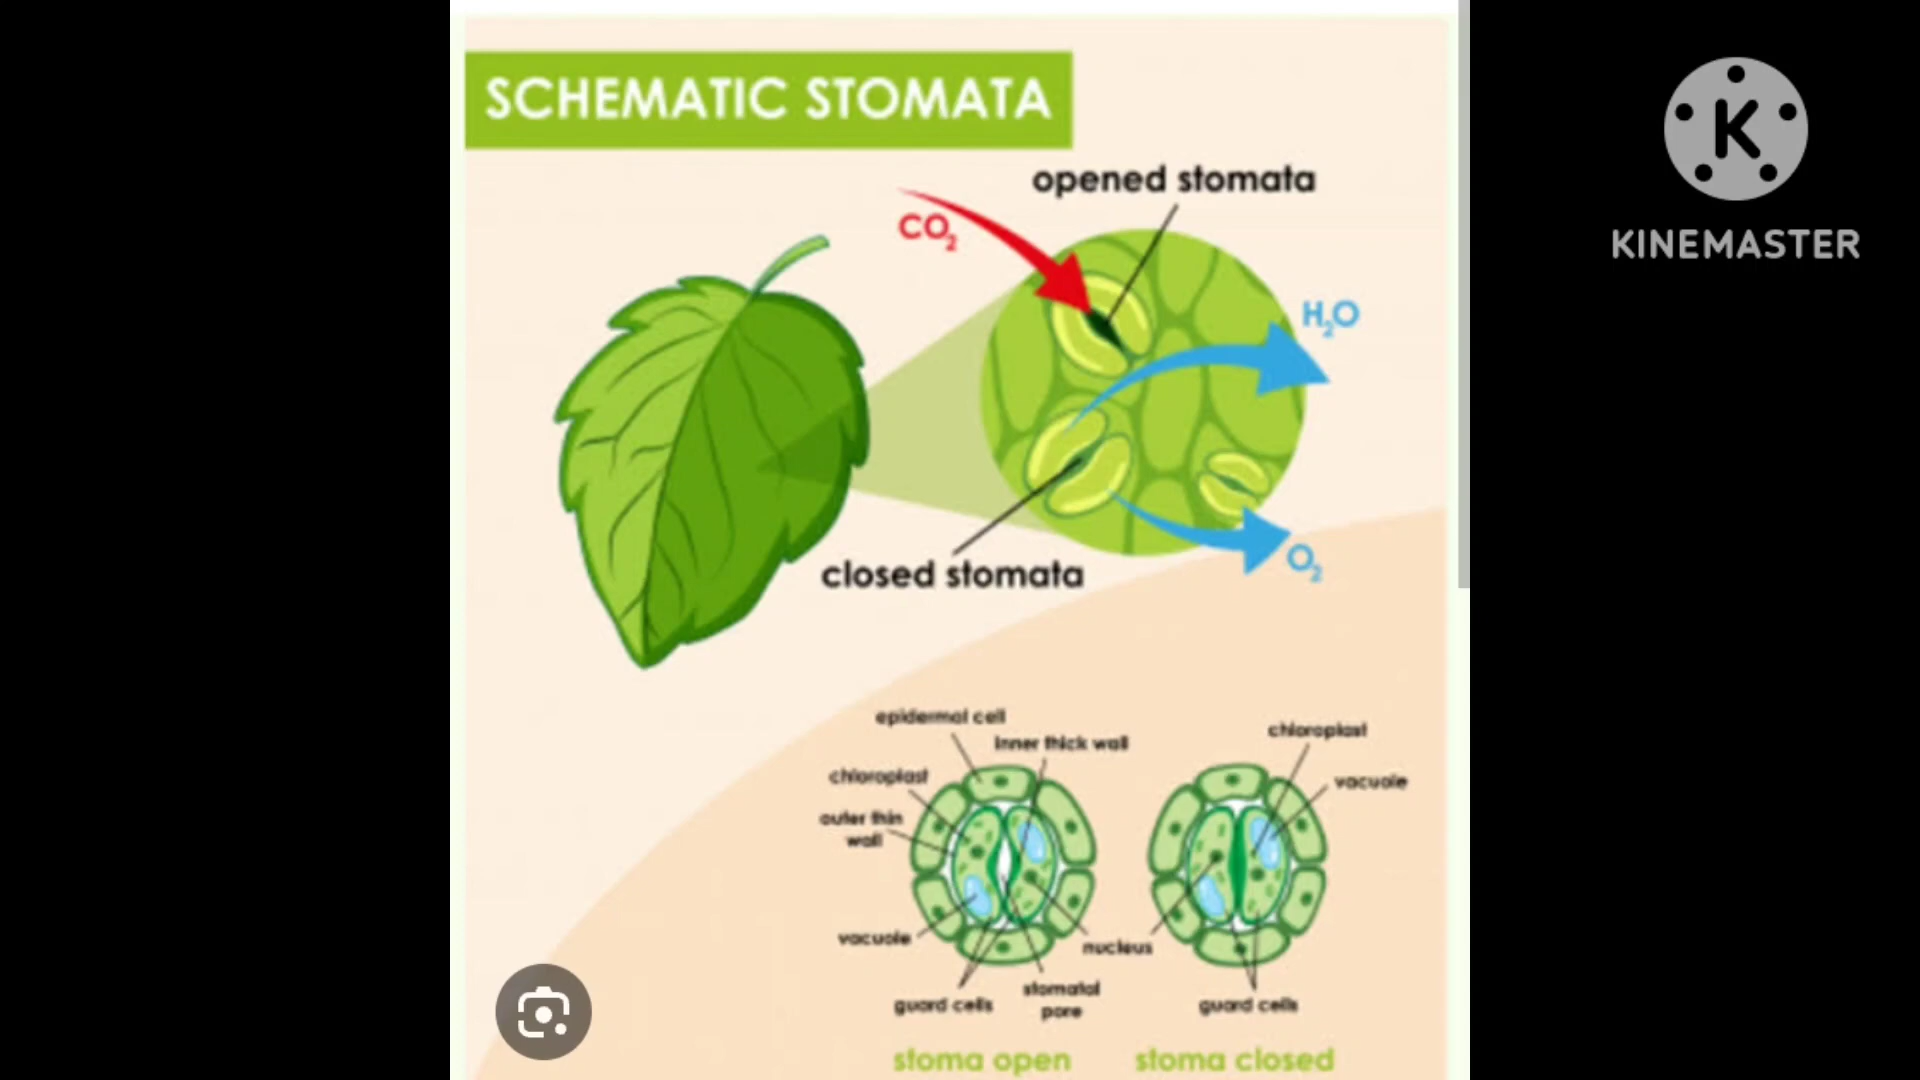 SCHEMATIC STOMATA
K
KINEMASTER
opened stomata
CO₂
H₂O
O₂
closed stomata
epidermal cell
inner thick wall
chloroplast
outer thin
wall
vacuole
guard cells
stomatal
pore
nucleus
chloroplast
vacuole
guard cells
stoma open
stoma closed